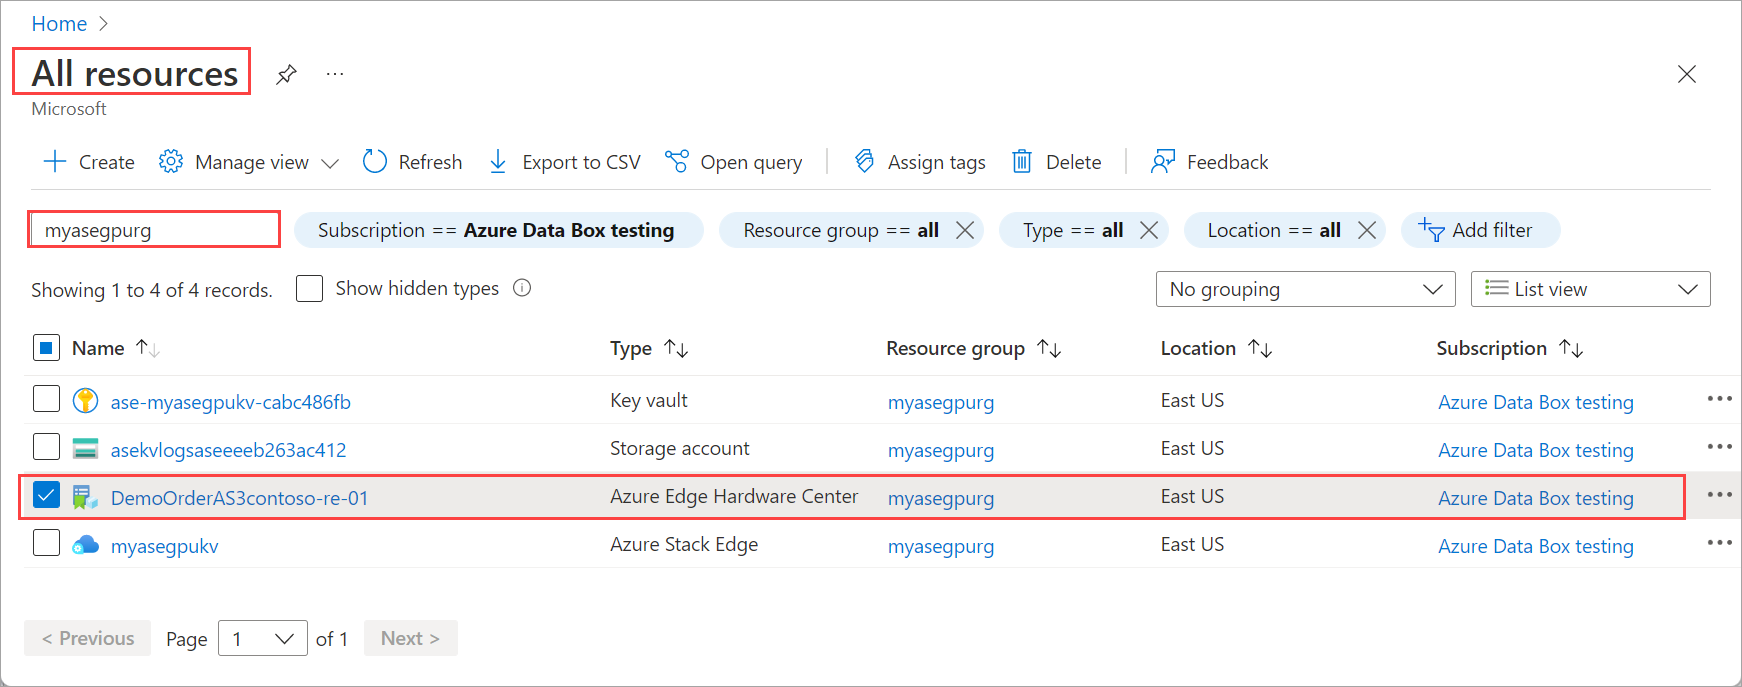 Home >
All resources ...
Microsoft
Create Manage view Refresh Export to CSV Open query Assign tags Delete Feedback
myasegpurg Subscription == Azure Data Box testing Resource group == all Type == all Location == all Add filter
Showing 1 to 4 of 4 records. Show hidden types No grouping List view
Name Type Resource group Location Subscription
ase-myasegpukv-cabc486fb Key vault myasegpurg East US Azure Data Box testing ...
asekvlogsaseeeeb263ac412 Storage account myasegpurg East US Azure Data Box testing ...
DemoOrderAS3contoso-re-01 Azure Edge Hardware Center myasegpurg East US Azure Data Box testing ...
myasegpukv Azure Stack Edge myasegpurg East US Azure Data Box testing ...
< Previous Page 1 of 1 Next >